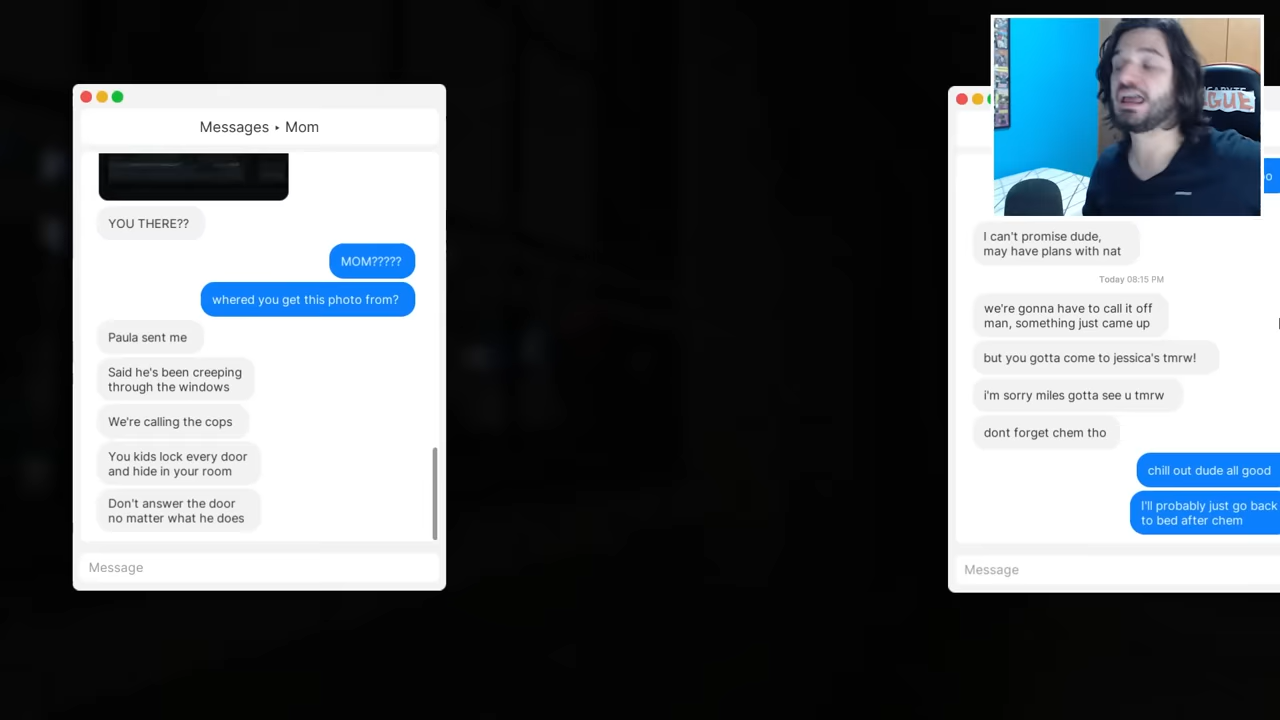 Messages ▸ Mom
YOU THERE??
MOM?????
whered you get this photo from?
Paula sent me
Said he's been creeping
through the windows
We're calling the cops
You kids lock every door
and hide in your room
Don't answer the door
no matter what he does
Message
I can't promise dude,
may have plans with nat
Today 08:15 PM
we're gonna have to call it off
man, something just came up
but you gotta come to jessica's tmrw!
i'm sorry miles gotta see u tmrw
dont forget chem tho
chill out dude all good
I'll probably just go back
to bed after chem
Message